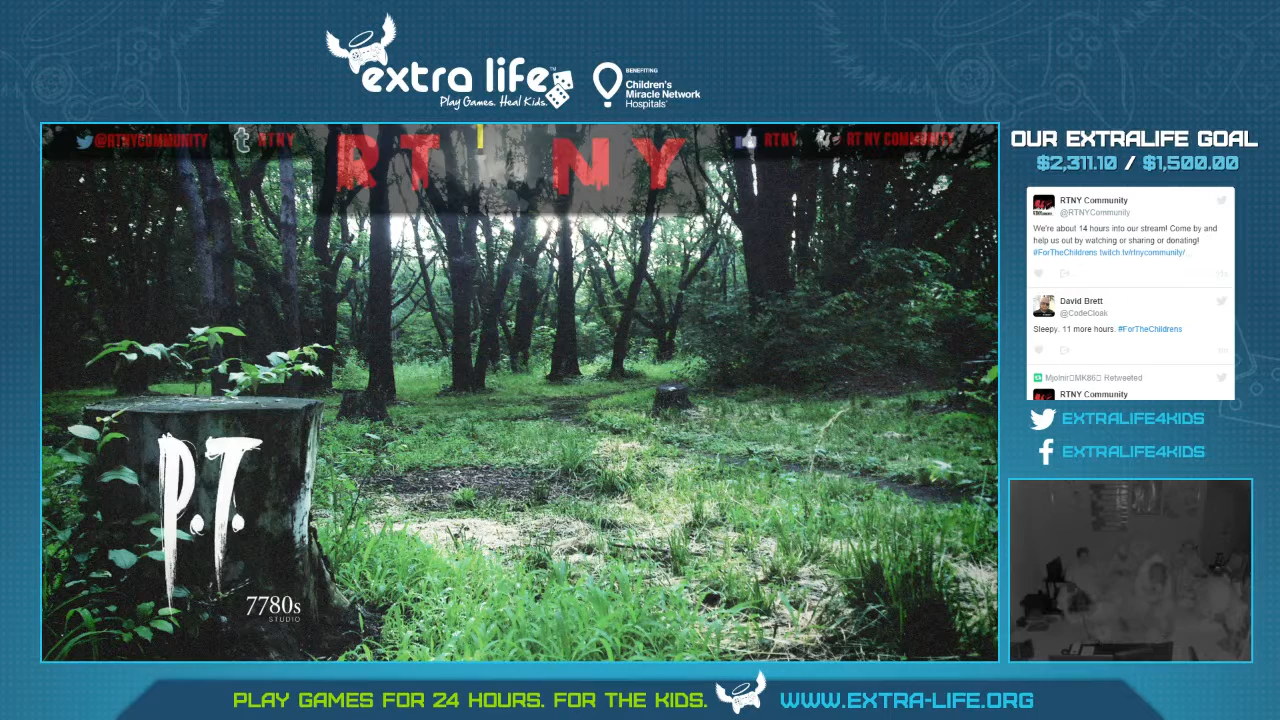 extra life
Play Games. Heal Kids.
BENEFITING
Children's
Miracle Network
Hospitals
@RTNYCOMMUNITY
RTNY
RT NY
RTNY
RT NY COMMUNITY
OUR EXTRALIFE GOAL
$2,311.10 / $1,500.00
RTNY Community
@RTNYCommunity
We're about 14 hours into our stream! Come by and
help us out by watching or sharing or donating!
#ForTheChildrens twitch.tv/rtnycommunity/...
David Brett
@CodeCloak
Sleepy. 11 more hours. #ForTheChildrens
Mjolnir MK86 Retweeted
RTNY Community
EXTRALIFE4KIDS
EXTRALIFE4KIDS
P.T.
7780s
STUDIO
PLAY GAMES FOR 24 HOURS. FOR THE KIDS.
WWW.EXTRA-LIFE.ORG